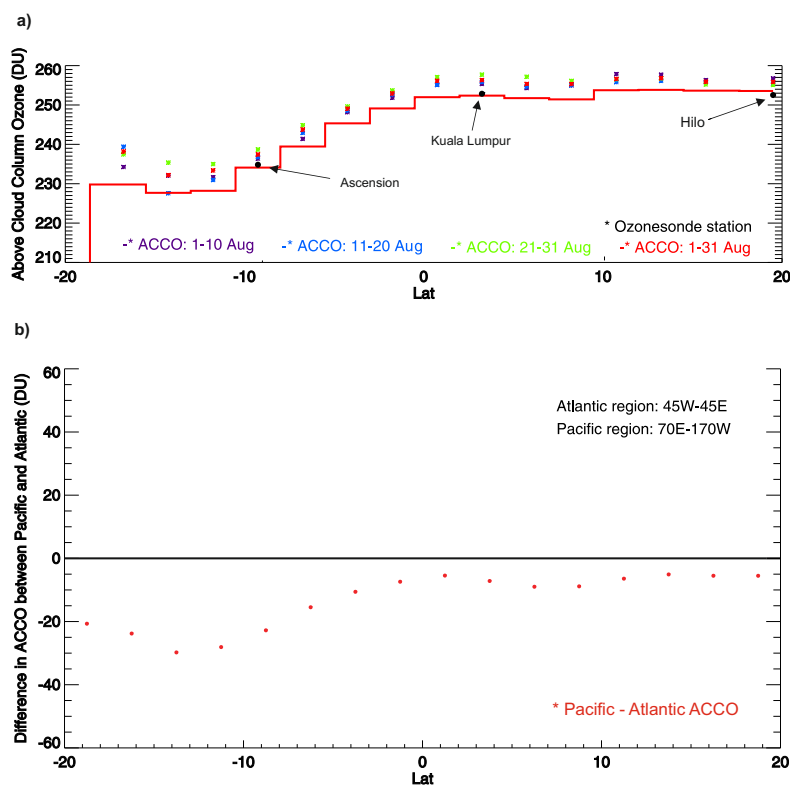 a)
Above Cloud Column Ozone (DU)
260
250
240
230
220
210
Kuala Lumpur
Hilo
Ascension
* Ozonesonde station
-* ACCO: 1-10 Aug -* ACCO: 11-20 Aug -* ACCO: 21-31 Aug -* ACCO: 1-31 Aug
-20 -10 0 10 20
Lat
b)
Difference in ACCO between Pacific and Atlantic (DU)
60
40
20
0
-20
-40
-60
Atlantic region: 45W-45E
Pacific region: 70E-170W
* Pacific - Atlantic ACCO
-20 -10 0 10 20
Lat